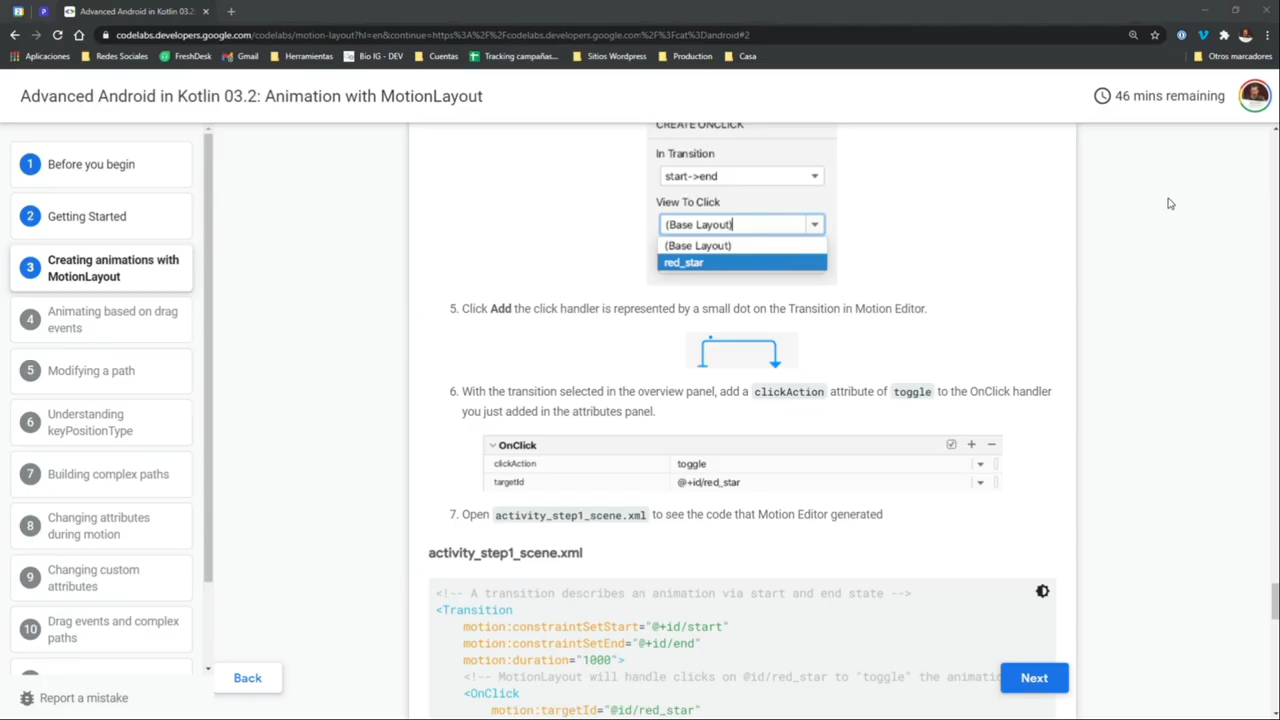 Advanced Android in Kotlin 03.2:
codelabs.developers.google.com/codelabs/motion-layout?hl=en&continue=https%3A%2F%2Fcodelabs.developers.google.com%2F%3Fcat%3Dandroid#2
Aplicaciones Redes Sociales FreshDesk Gmail Herramientas Bio IG - DEV Cuentas Tracking campañas... Sitios Wordpress Production Casa Otros marcadores
Advanced Android in Kotlin 03.2: Animation with MotionLayout
46 mins remaining
1 Before you begin
2 Getting Started
3 Creating animations with
MotionLayout
4 Animating based on drag
events
5 Modifying a path
6 Understanding
keyPositionType
7 Building complex paths
8 Changing attributes
during motion
9 Changing custom
attributes
10 Drag events and complex
paths
Report a mistake
CREATE ONCLICK
In Transition
start->end
View To Click
(Base Layout)
(Base Layout)
red_star
5. Click Add the click handler is represented by a small dot on the Transition in Motion Editor.
6. With the transition selected in the overview panel, add a clickAction attribute of toggle to the OnClick handler
you just added in the attributes panel.
OnClick
clickAction toggle
targetId @+id/red_star
7. Open activity_step1_scene.xml to see the code that Motion Editor generated
activity_step1_scene.xml
<!-- A transition describes an animation via start and end state -->
<Transition
motion:constraintSetStart="@+id/start"
motion:constraintSetEnd="@+id/end"
motion:duration="1000">
<!-- MotionLayout will handle clicks on @id/red_star to "toggle" the animatio
<OnClick
motion:targetId="@id/red_star"
Back
Next